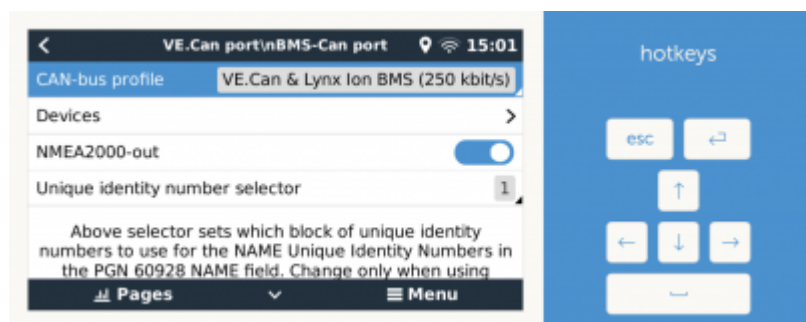 VE.Can port\nBMS-Can port 15:01
CAN-bus profile VE.Can & Lynx Ion BMS (250 kbit/s)
Devices
NMEA2000-out
Unique identity number selector 1
Above selector sets which block of unique identity
numbers to use for the NAME Unique Identity Numbers in
the PGN 60928 NAME field. Change only when using
Pages Menu
hotkeys
esc